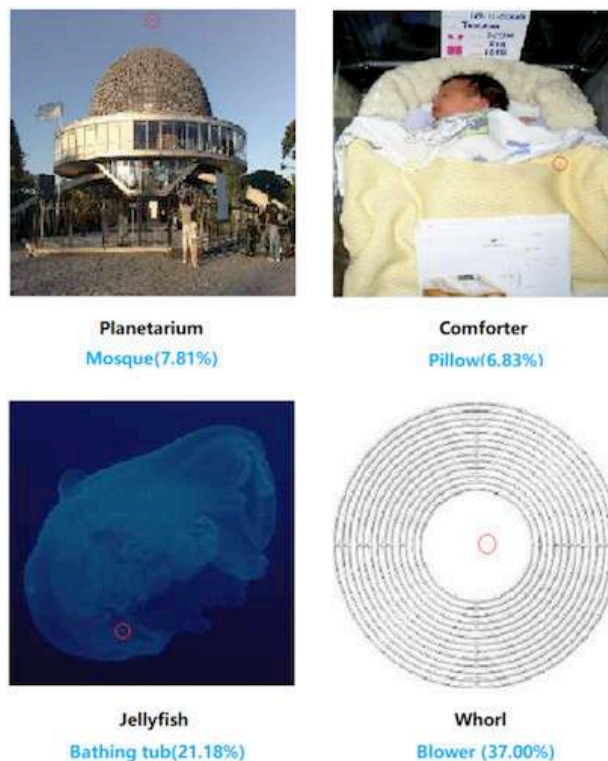 Planetarium
Mosque(7.81%)
Comforter
Pillow(6.83%)
Jellyfish
Bathing tub(21.18%)
Whorl
Blower (37.00%)